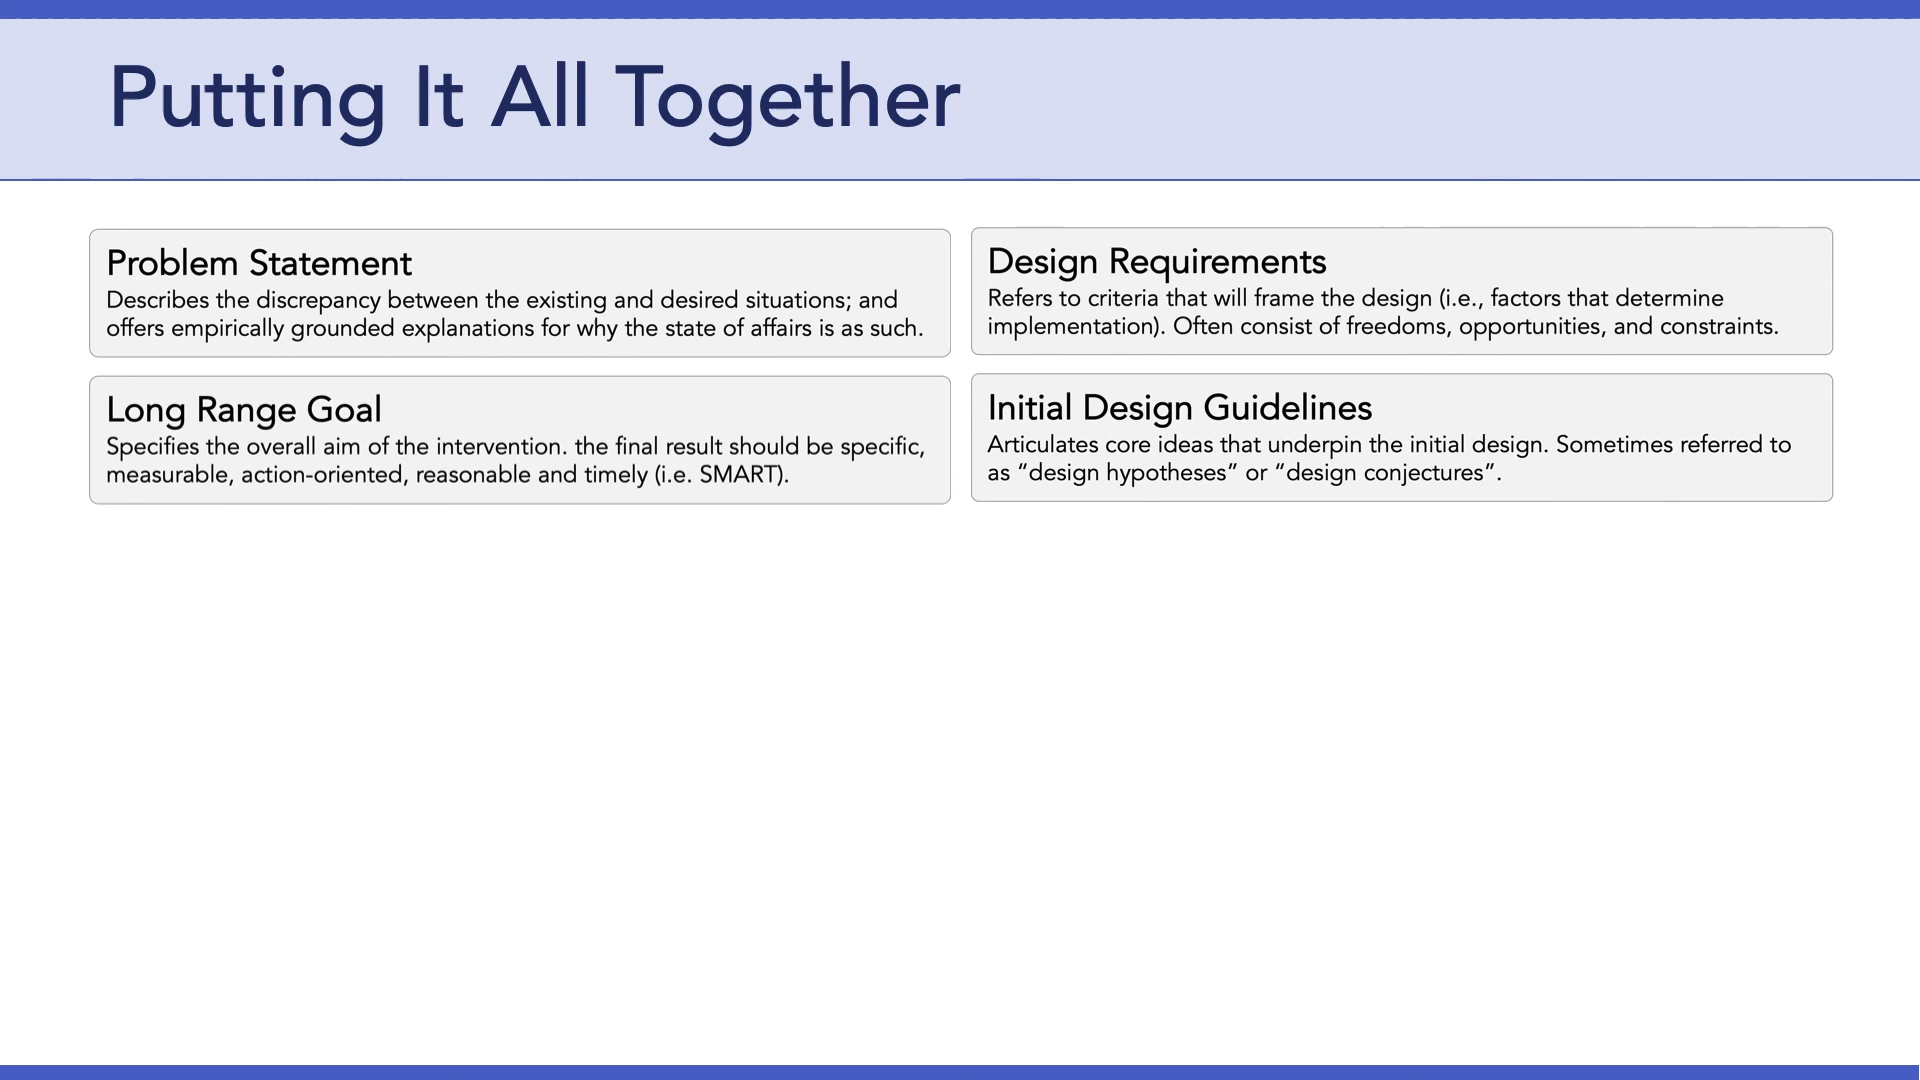 Putting It All Together
Problem Statement
Describes the discrepancy between the existing and desired situations; and
offers empirically grounded explanations for why the state of affairs is as such.
Long Range Goal
Specifies the overall aim of the intervention. the final result should be specific,
measurable, action-oriented, reasonable and timely (i.e. SMART).
Design Requirements
Refers to criteria that will frame the design (i.e., factors that determine
implementation). Often consist of freedoms, opportunities, and constraints.
Initial Design Guidelines
Articulates core ideas that underpin the initial design. Sometimes referred to
as “design hypotheses” or “design conjectures”.